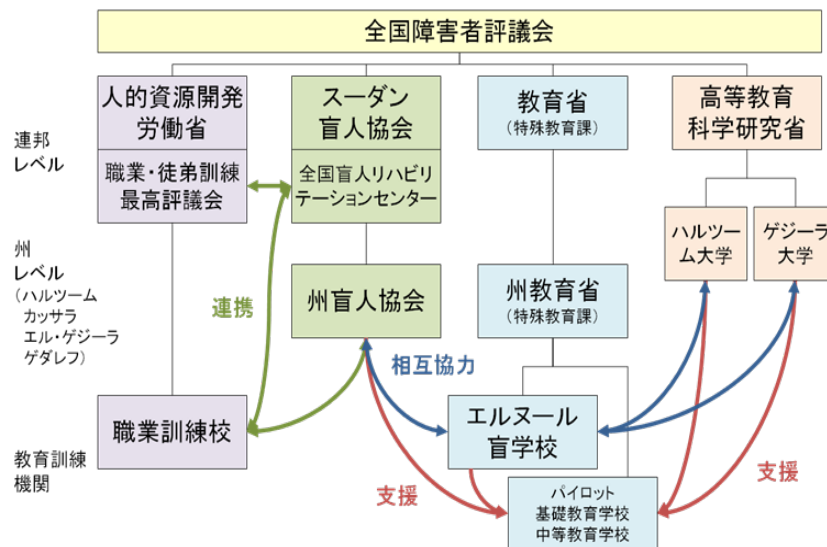 全国障害者評議会
人的資源開発
労働省
スーダン
盲人協会
教育省
(特殊教育課)
高等教育
科学研究省
連邦
レベル
職業・徒弟訓練
最高評議会
全国盲人リハビリ
テーションセンター
ハルツー
ム大学
ゲジーラ
大学
州
レベル
(ハルツーム
カッサラ
エル・ゲジーラ
ゲダレフ)
連携
州盲人協会
州教育省
(特殊教育課)
相互協力
職業訓練校
エルヌール
盲学校
教育訓練
機関
支援
パイロット
基礎教育学校
中等教育学校
支援